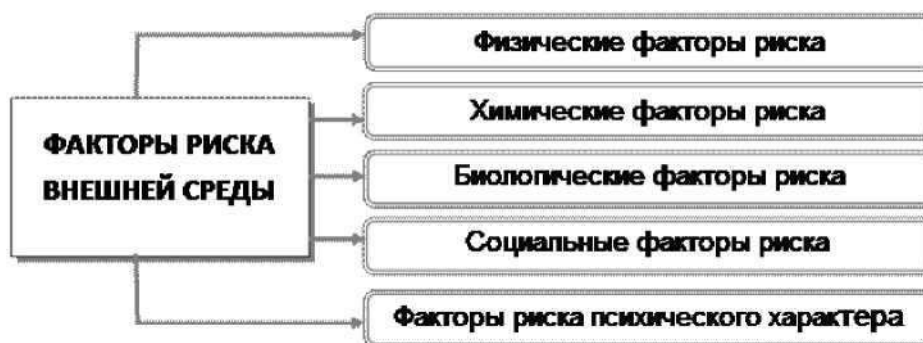 Физические факторы риска
Химические факторы риска
ФАКТОРЫ РИСКА
ВНЕШНЕЙ СРЕДЫ
Биологические факторы риска
Социальные факторы риска
Факторы риска психического характера